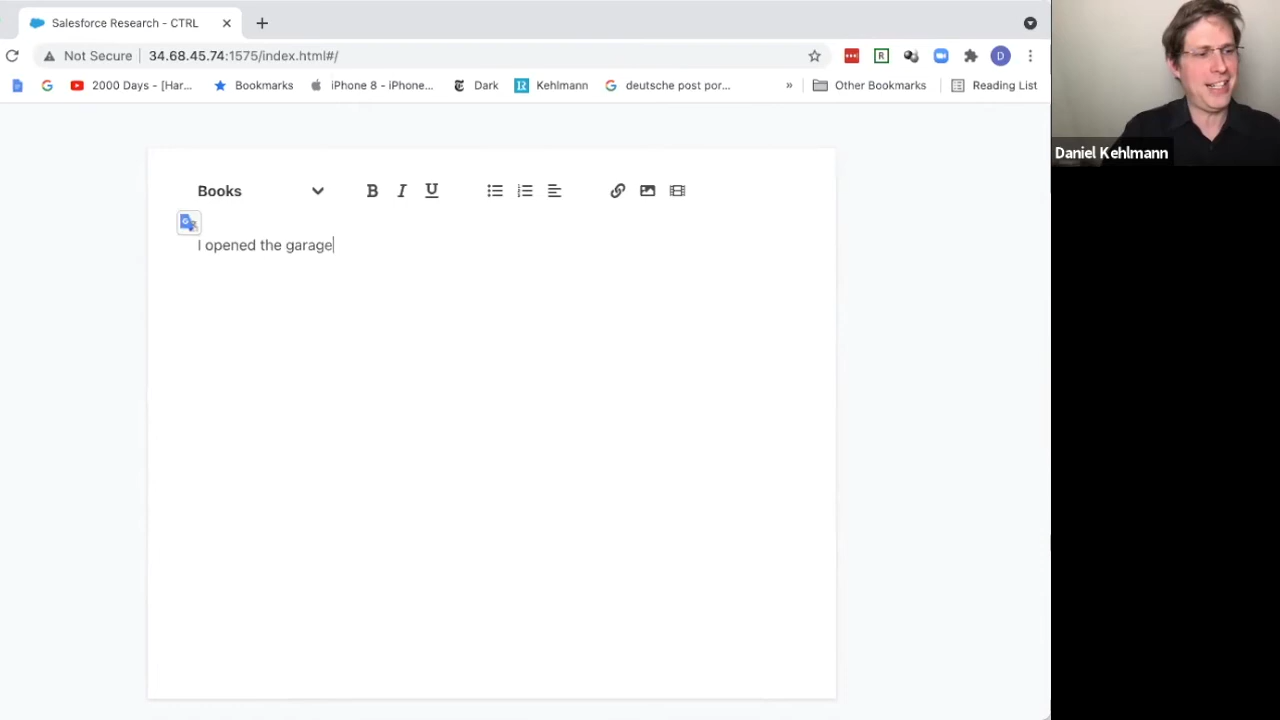 Salesforce Research - CTRL
Not Secure 34.68.45.74:1575/index.html#/
R
D
2000 Days - [Har...
Bookmarks
iPhone 8 - iPhone...
Dark
Kehlmann
deutsche post por...
»
Other Bookmarks
Reading List
Daniel Kehlmann
Books
B I U
I opened the garage